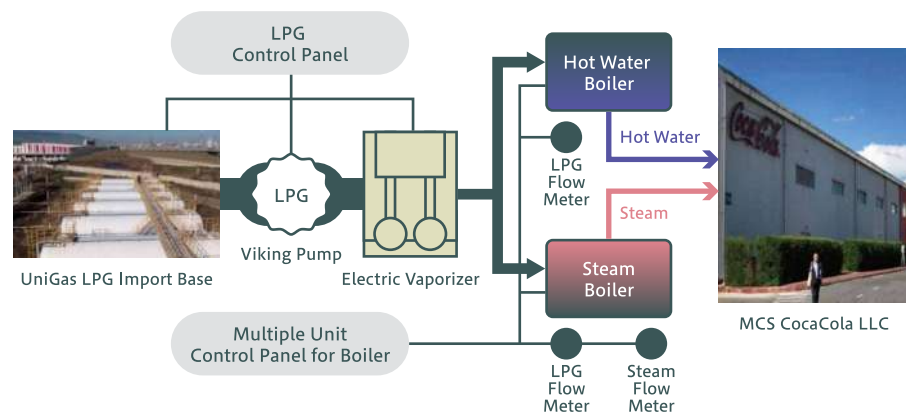 LPG
Control Panel
Hot Water
Boiler
Coca-Cola
Hot Water
LPG
Flow
Meter
LPG
Steam
Viking Pump
UniGas LPG Import Base
Electric Vaporizer
Steam
Boiler
MCS CocaCola LLC
Multiple Unit
Control Panel for Boiler
LPG
Flow
Meter
Steam
Flow
Meter